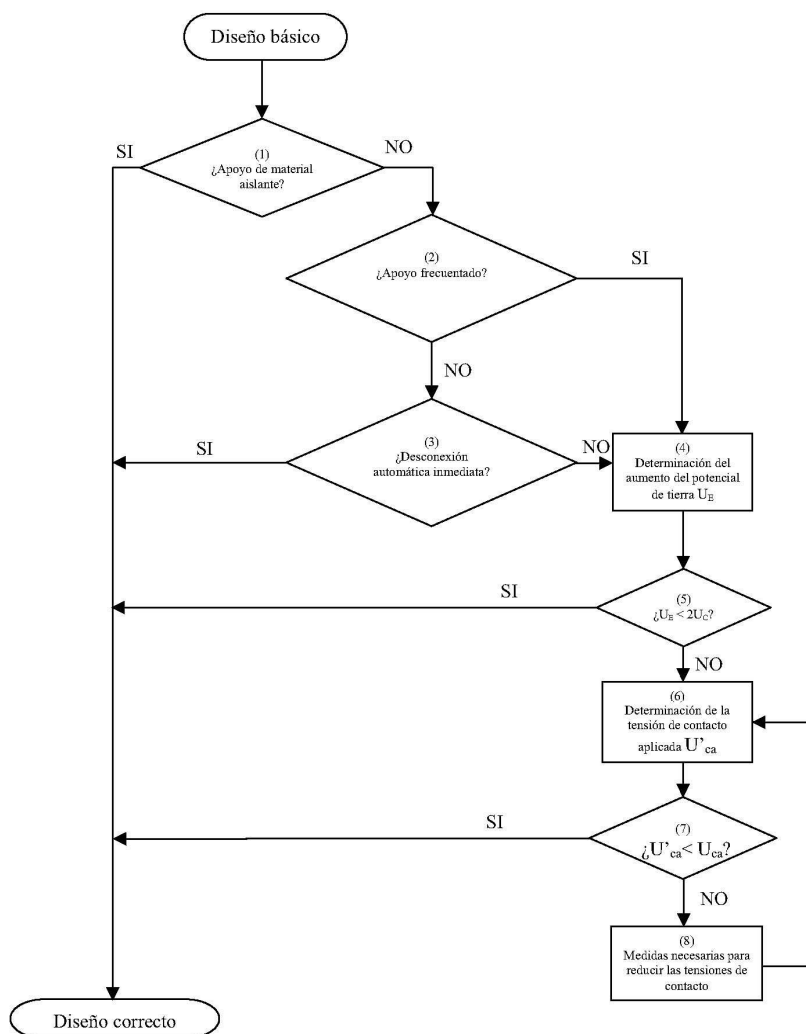 Diseño básico
SI
NO
(1)
¿Apoyo de material
aislante?
(2)
¿Apoyo frecuentado?
SI
NO
SI
(3)
¿Desconexión
automática inmediata?
NO
(4)
Determinación del
aumento del potencial
de tierra U_E
SI
(5)
¿U_E < 2U_C?
NO
(6)
Determinación de la
tensión de contacto
aplicada U’_ca
SI
(7)
¿U’_ca< U_ca?
NO
(8)
Medidas necesarias para
reducir las tensiones de
contacto
Diseño correcto